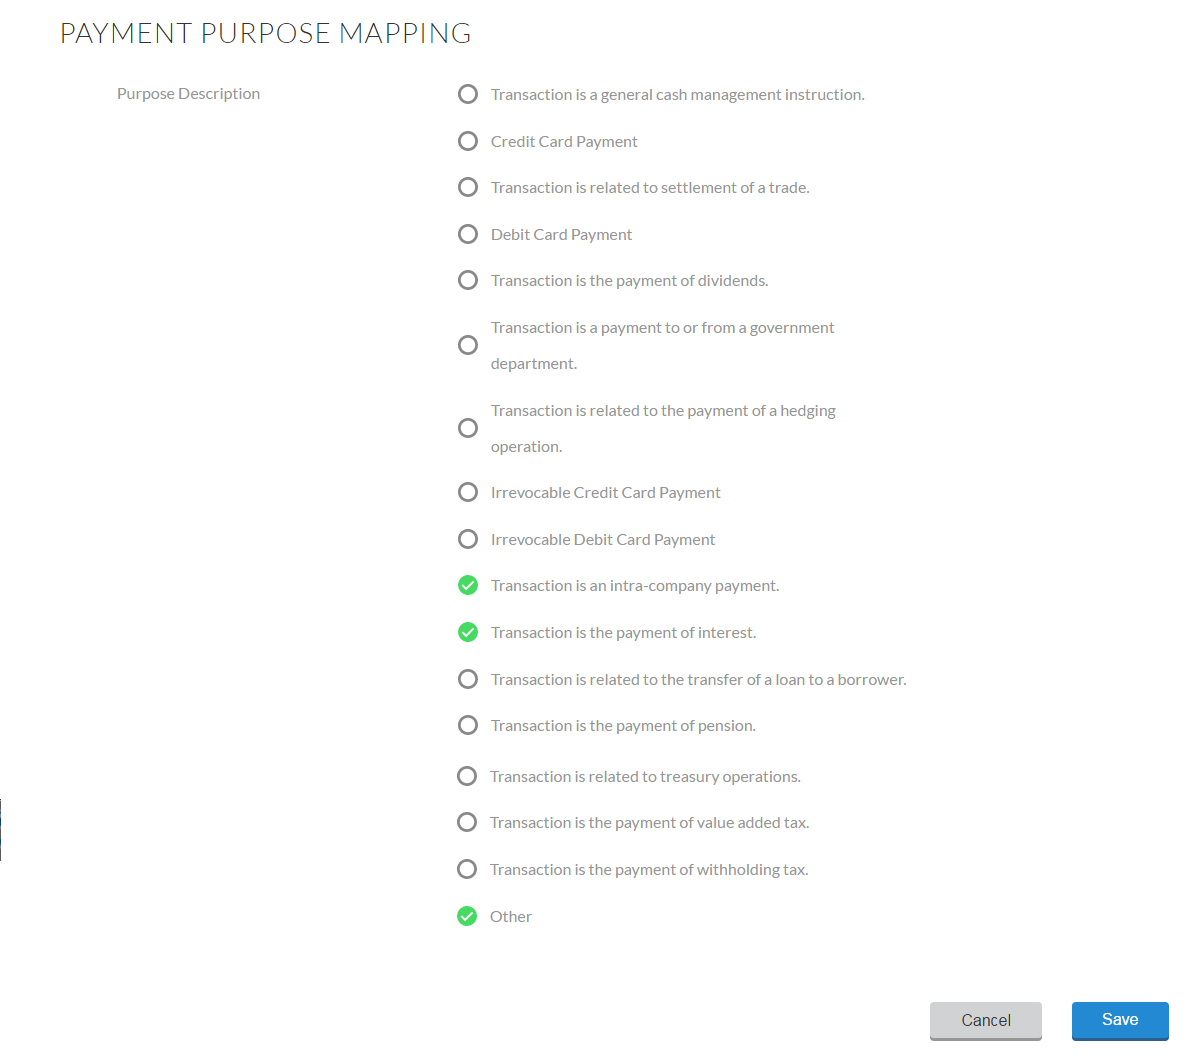 PAYMENT PURPOSE MAPPING
Purpose Description
Transaction is a general cash management instruction.
Credit Card Payment
Transaction is related to settlement of a trade.
Debit Card Payment
Transaction is the payment of dividends.
Transaction is a payment to or from a government
department.
Transaction is related to the payment of a hedging
operation.
Irrevocable Credit Card Payment
Irrevocable Debit Card Payment
Transaction is an intra-company payment.
Transaction is the payment of interest.
Transaction is related to the transfer of a loan to a borrower.
Transaction is the payment of pension.
Transaction is related to treasury operations.
Transaction is the payment of value added tax.
Transaction is the payment of withholding tax.
Other
Cancel
Save